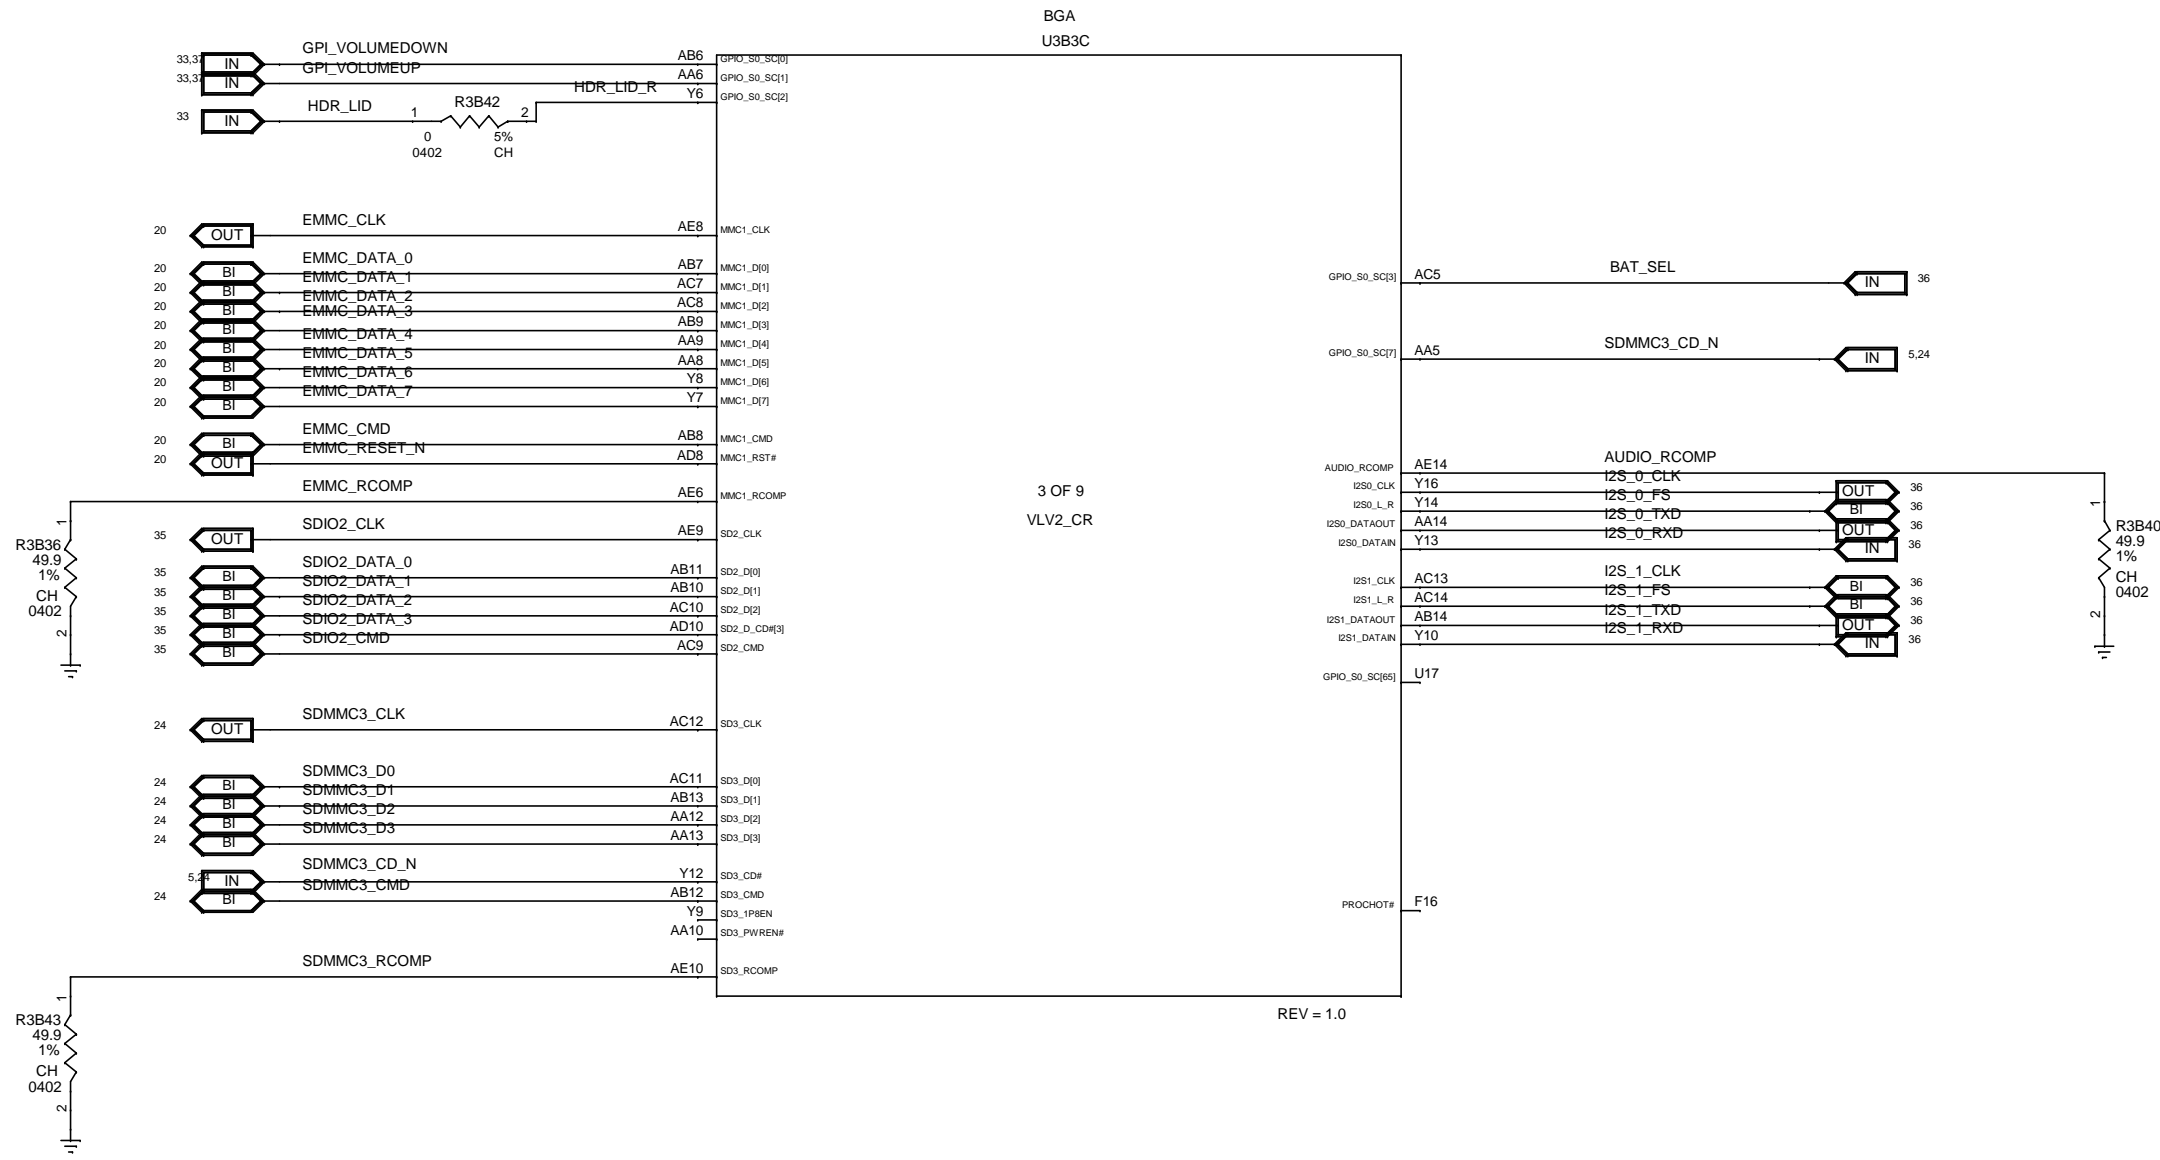 BGA
U3B3C
33,37 IN GPI_VOLUMEDOWN AB6 GPIO_S0_SC[0]
33,37 IN GPI_VOLUMEUP AA6 GPIO_S0_SC[1]
HDR_LID_R Y6 GPIO_S0_SC[2]
33 IN HDR_LID 1 R3B42 2
0 5%
0402 CH
20 OUT EMMC_CLK AE8 MMC1_CLK
20 BI EMMC_DATA_0 AB7 MMC1_D[0]
20 BI EMMC_DATA_1 AC7 MMC1_D[1]
20 BI EMMC_DATA_2 AC8 MMC1_D[2]
20 BI EMMC_DATA_3 AB9 MMC1_D[3]
20 BI EMMC_DATA_4 AA9 MMC1_D[4]
20 BI EMMC_DATA_5 AA8 MMC1_D[5]
20 BI EMMC_DATA_6 Y8 MMC1_D[6]
20 BI EMMC_DATA_7 Y7 MMC1_D[7]
20 BI EMMC_CMD AB8 MMC1_CMD
20 OUT EMMC_RESET_N AD8 MMC1_RST#
EMMC_RCOMP AE6 MMC1_RCOMP
1
R3B36
49.9
1%
CH
0402
2
35 OUT SDIO2_CLK AE9 SD2_CLK
35 BI SDIO2_DATA_0 AB11 SD2_D[0]
35 BI SDIO2_DATA_1 AB10 SD2_D[1]
35 BI SDIO2_DATA_2 AC10 SD2_D[2]
35 BI SDIO2_DATA_3 AD10 SD2_D_CD#[3]
35 BI SDIO2_CMD AC9 SD2_CMD
24 OUT SDMMC3_CLK AC12 SD3_CLK
24 BI SDMMC3_D0 AC11 SD3_D[0]
24 BI SDMMC3_D1 AB13 SD3_D[1]
24 BI SDMMC3_D2 AA12 SD3_D[2]
24 BI SDMMC3_D3 AA13 SD3_D[3]
5,24 IN SDMMC3_CD_N Y12 SD3_CD#
24 BI SDMMC3_CMD AB12 SD3_CMD
Y9 SD3_1P8EN
AA10 SD3_PWREN#
SDMMC3_RCOMP AE10 SD3_RCOMP
1
R3B43
49.9
1%
CH
0402
2
3 OF 9
VLV2_CR
GPIO_S0_SC[3] AC5 BAT_SEL IN 36
GPIO_S0_SC[7] AA5 SDMMC3_CD_N IN 5,24
AUDIO_RCOMP AE14 AUDIO_RCOMP
I2S0_CLK Y16 I2S_0_CLK OUT 36
I2S0_L_R Y14 I2S_0_FS BI 36
I2S0_DATAOUT AA14 I2S_0_TXD OUT 36
I2S0_DATAIN Y13 I2S_0_RXD IN 36
I2S1_CLK AC13 I2S_1_CLK BI 36
I2S1_L_R AC14 I2S_1_FS BI 36
I2S1_DATAOUT AB14 I2S_1_TXD OUT 36
I2S1_DATAIN Y10 I2S_1_RXD IN 36
1
R3B40
49.9
1%
CH
0402
2
GPIO_S0_SC[65] U17
PROCHOT# F16
REV = 1.0